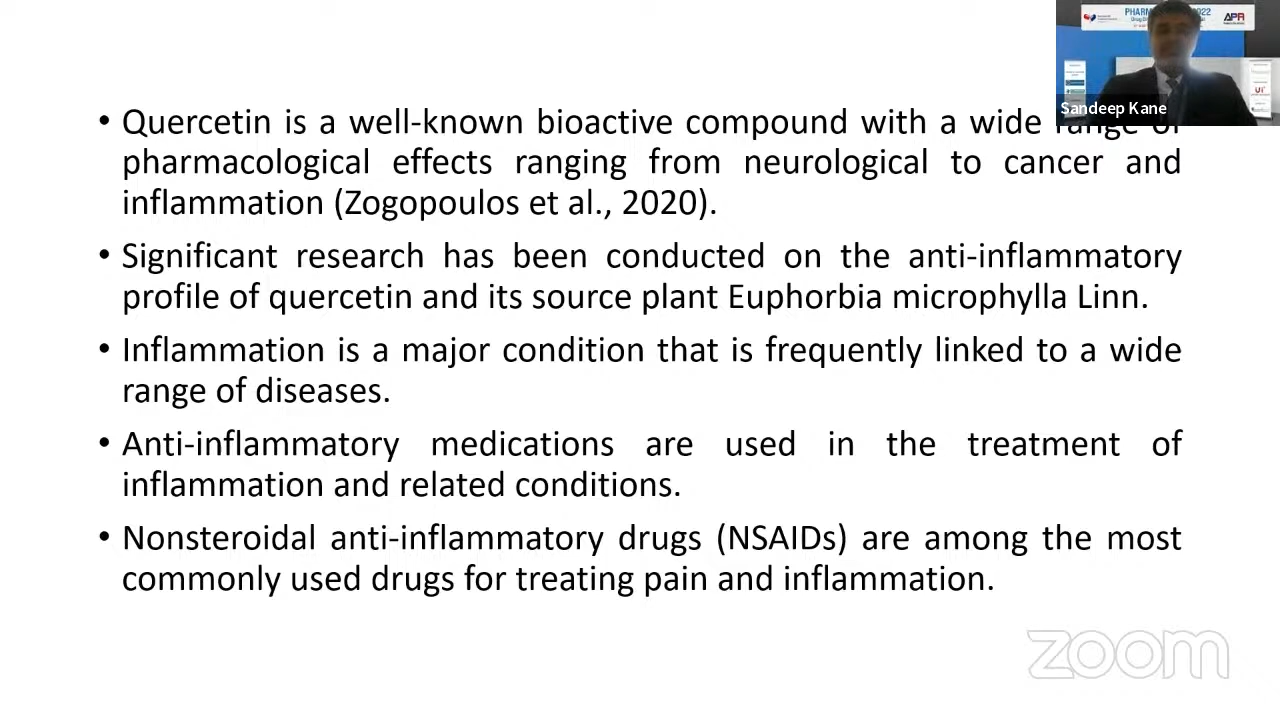 Sandeep Kane
• Quercetin is a well-known bioactive compound with a wide range of
pharmacological effects ranging from neurological to cancer and
inflammation (Zogopoulos et al., 2020).
• Significant research has been conducted on the anti-inflammatory
profile of quercetin and its source plant Euphorbia microphylla Linn.
• Inflammation is a major condition that is frequently linked to a wide
range of diseases.
• Anti-inflammatory medications are used in the treatment of
inflammation and related conditions.
• Nonsteroidal anti-inflammatory drugs (NSAIDs) are among the most
commonly used drugs for treating pain and inflammation.
zoom